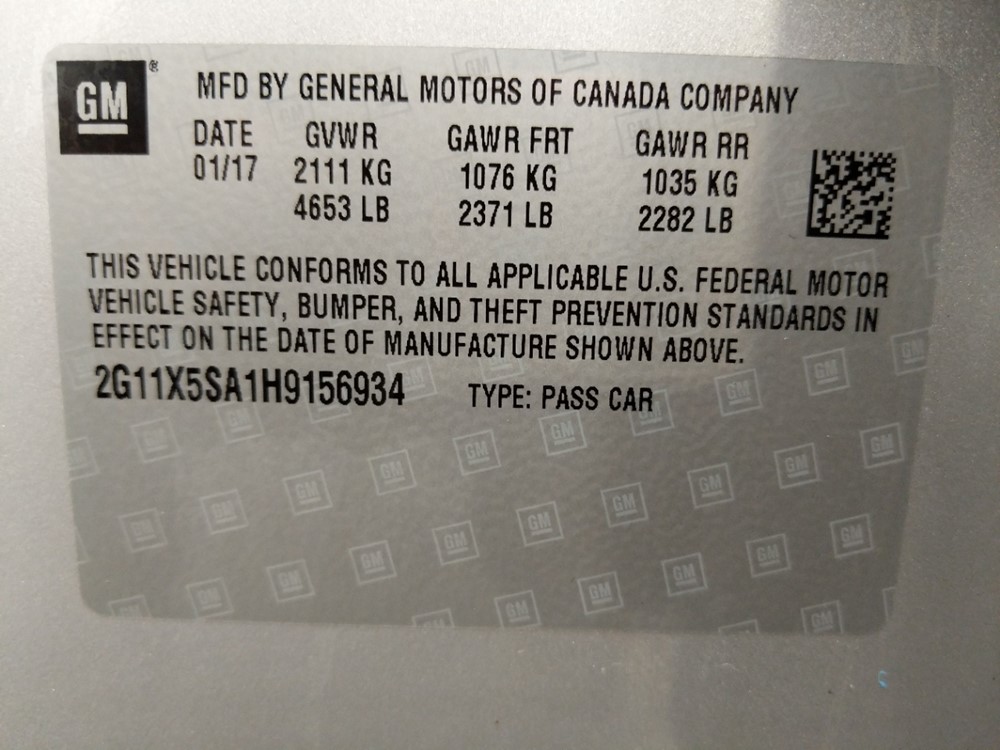 GM ®
MFD BY GENERAL MOTORS OF CANADA COMPANY
DATE GVWR GAWR FRT GAWR RR
01/17 2111 KG 1076 KG 1035 KG
4653 LB 2371 LB 2282 LB
THIS VEHICLE CONFORMS TO ALL APPLICABLE U.S. FEDERAL MOTOR
VEHICLE SAFETY, BUMPER, AND THEFT PREVENTION STANDARDS IN
EFFECT ON THE DATE OF MANUFACTURE SHOWN ABOVE.
2G11X5SA1H9156934 TYPE: PASS CAR